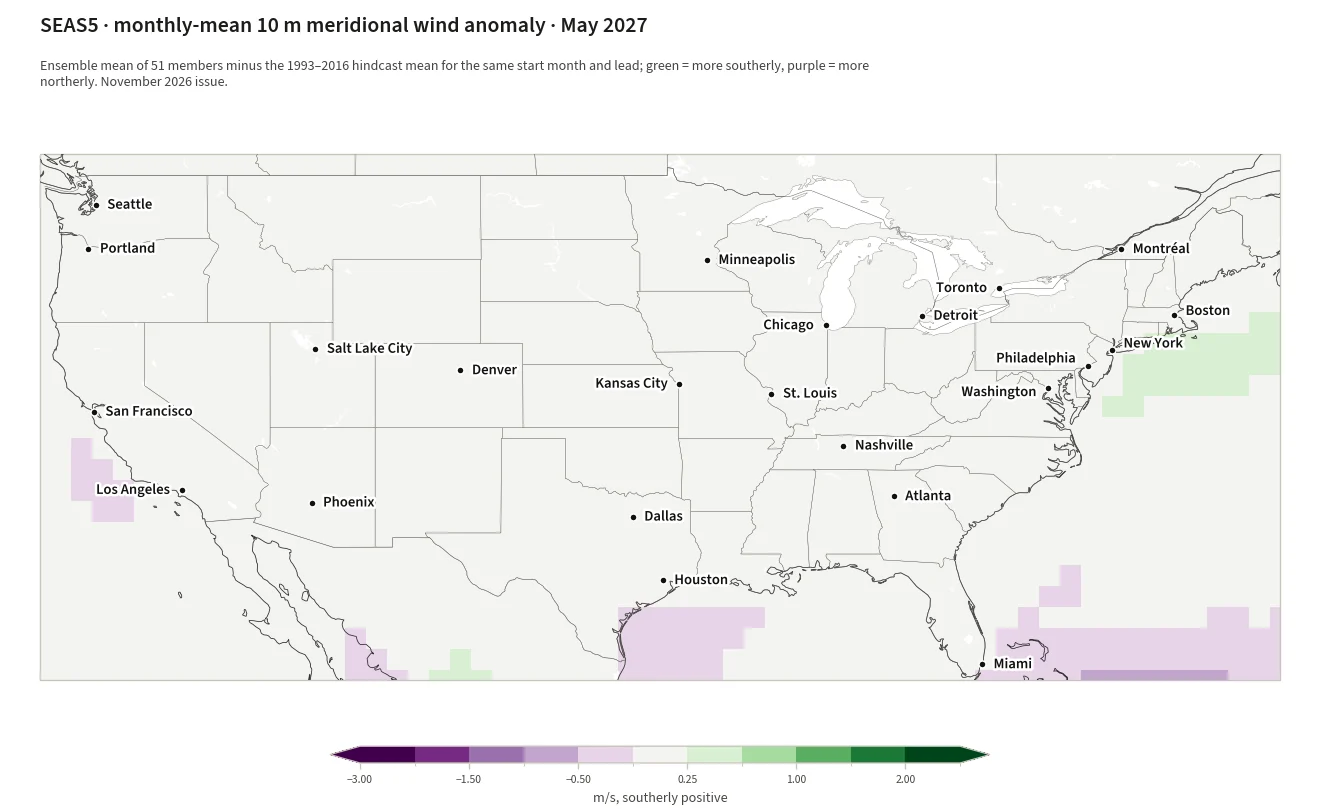 SEAS5 · monthly-mean 10 m meridional wind anomaly · May 2027
Ensemble mean of 51 members minus the 1993–2016 hindcast mean for the same start month and lead; green = more southerly, purple = more
northerly. November 2026 issue.
Seattle
Portland
Montréal
Minneapolis
Toronto
Boston
Detroit
Chicago
New York
Salt Lake City
Philadelphia
Denver
Kansas City
Washington
St. Louis
San Francisco
Nashville
Los Angeles
Atlanta
Phoenix
Dallas
Houston
Miami
−3.00
−1.50
−0.50
0.25
1.00
2.00
m/s, southerly positive